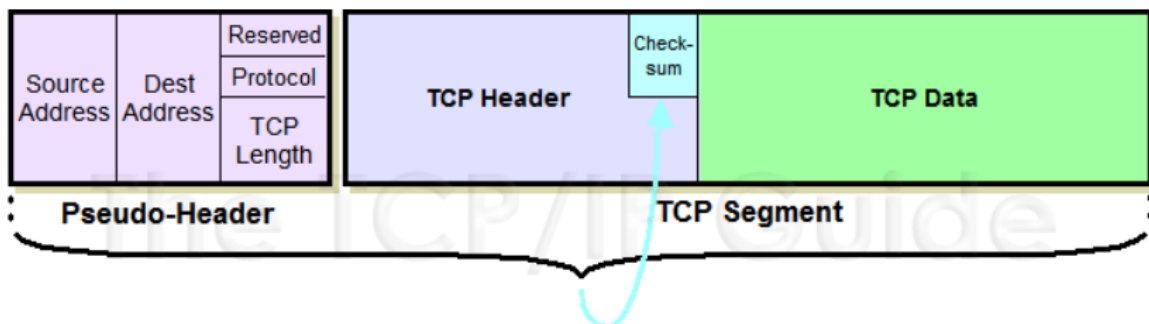 Source
Address
Dest
Address
Reserved
Protocol
TCP
Length
TCP Header
Check-
sum
TCP Data
Pseudo-Header
TCP Segment
The TCP/IP Guide